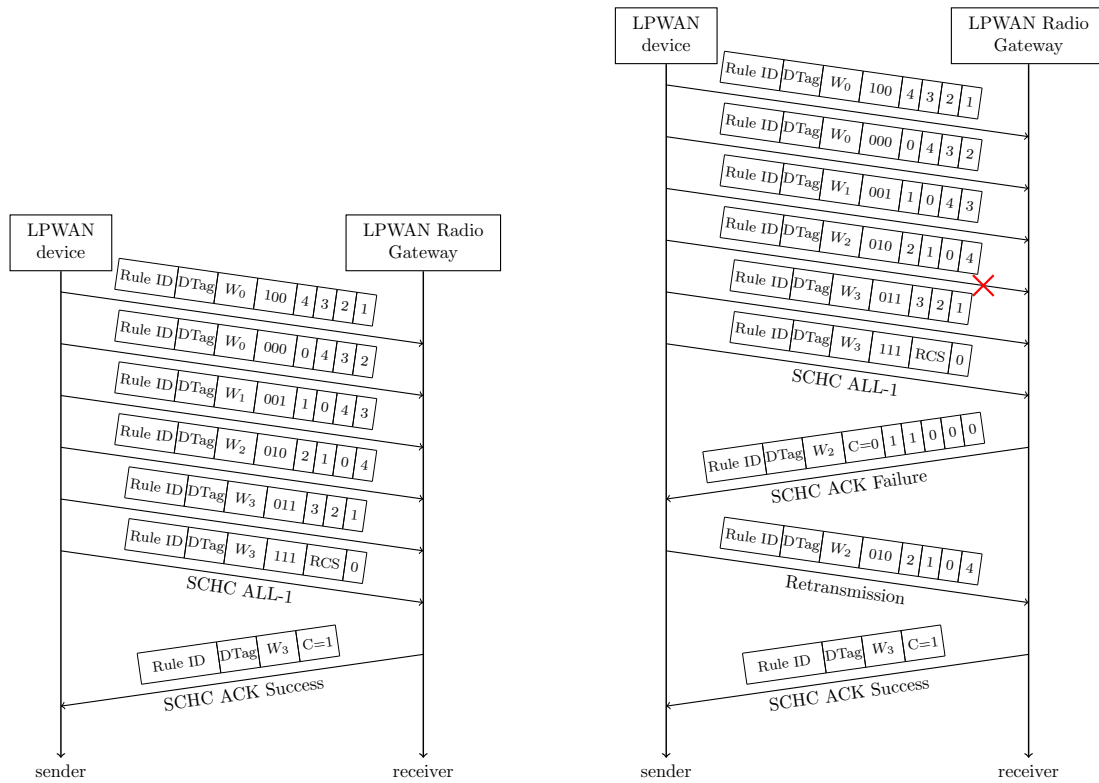 LPWAN
device
LPWAN Radio
Gateway
Rule ID DTag W₀ 100 4 3 2 1
Rule ID DTag W₀ 000 0 4 3 2
Rule ID DTag W₁ 001 1 0 4 3
Rule ID DTag W₂ 010 2 1 0 4
Rule ID DTag W₃ 011 3 2 1
Rule ID DTag W₃ 111 RCS 0
SCHC ALL-1
Rule ID DTag W₃ C=1
SCHC ACK Success
sender
receiver
LPWAN
device
LPWAN Radio
Gateway
Rule ID DTag W₀ 100 4 3 2 1
Rule ID DTag W₀ 000 0 4 3 2
Rule ID DTag W₁ 001 1 0 4 3
Rule ID DTag W₂ 010 2 1 0 4
Rule ID DTag W₃ 011 3 2 1
Rule ID DTag W₃ 111 RCS 0
SCHC ALL-1
Rule ID DTag W₂ C=0 1 1 0 0 0
SCHC ACK Failure
Rule ID DTag W₂ 010 2 1 0 4
Retransmission
Rule ID DTag W₃ C=1
SCHC ACK Success
sender
receiver